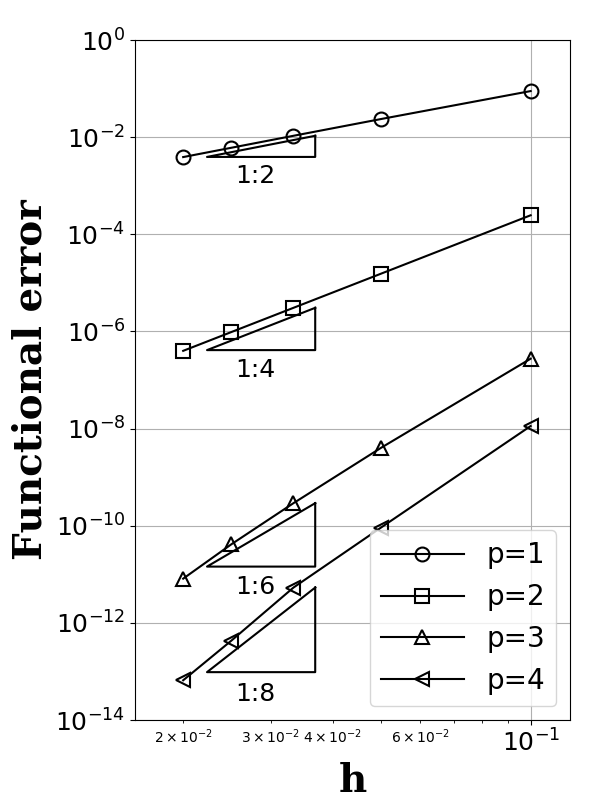 10⁰
10⁻²
10⁻⁴
10⁻⁶
10⁻⁸
10⁻¹⁰
10⁻¹²
10⁻¹⁴
Functional error
1:2
1:4
1:6
1:8
p=1
p=2
p=3
p=4
2 × 10⁻² 3 × 10⁻² 4 × 10⁻² 6 × 10⁻² 10⁻¹
h